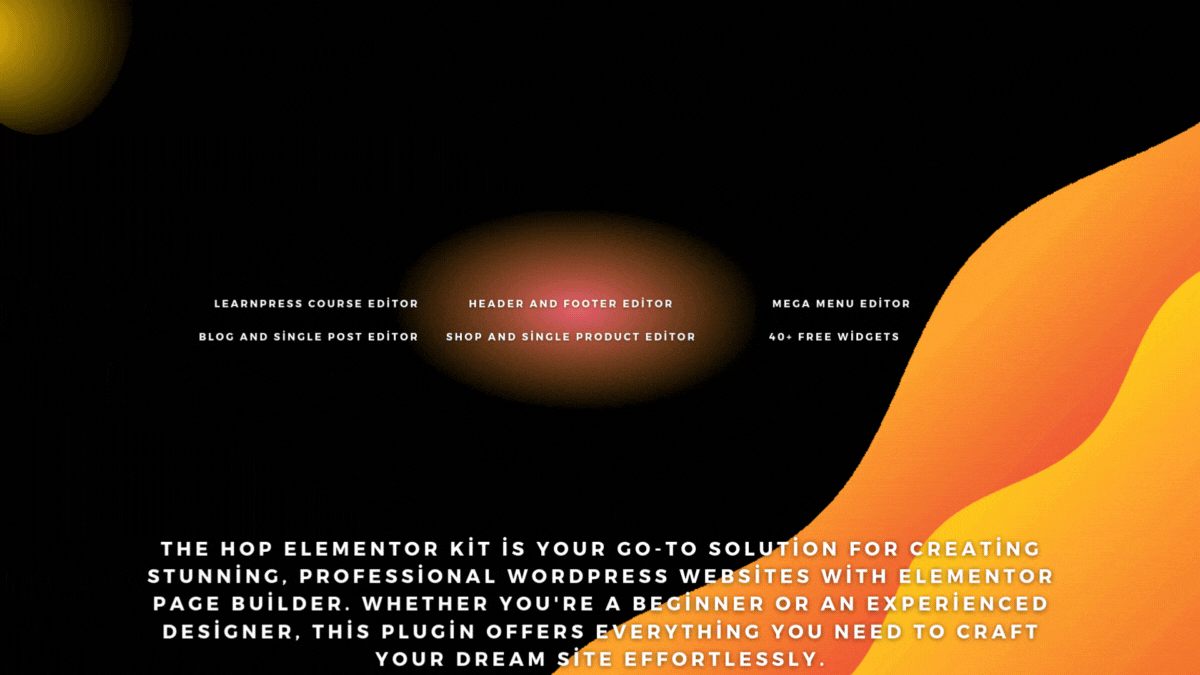 LEARNPRESS COURSE EDİTOR HEADER AND FOOTER EDİTOR MEGA MENU EDİTOR
BLOG AND SİNGLE POST EDİTOR SHOP AND SİNGLE PRODUCT EDİTOR 40+ FREE WİDGETS
THE HOP ELEMENTOR KİT İS YOUR GO-TO SOLUTİON FOR CREATİNG
STUNNİNG, PROFESSİONAL WORDPRESS WEBSİTES WİTH ELEMENTOR
PAGE BUİLDER. WHETHER YOU'RE A BEGİNNER OR AN EXPERİENCED
DESİGNER, THİS PLUGİN OFFERS EVERYTHİNG YOU NEED TO CRAFT
YOUR DREAM SİTE EFFORTLESSLY.